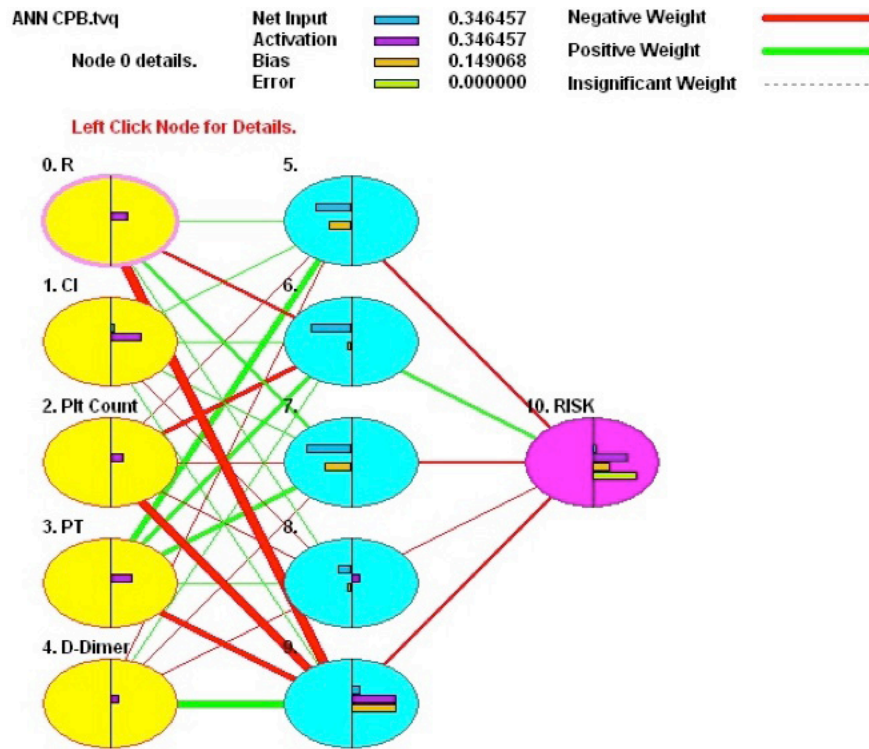 ANN CPB.tvq
Node 0 details.
Net Input 0.346457
Activation 0.346457
Bias 0.149068
Error 0.000000
Negative Weight
Positive Weight
Insignificant Weight
Left Click Node for Details.
0. R
5.
1. CI
6.
2. Plt Count
7.
10. RISK
3. PT
8.
4. D-Dimer
9.